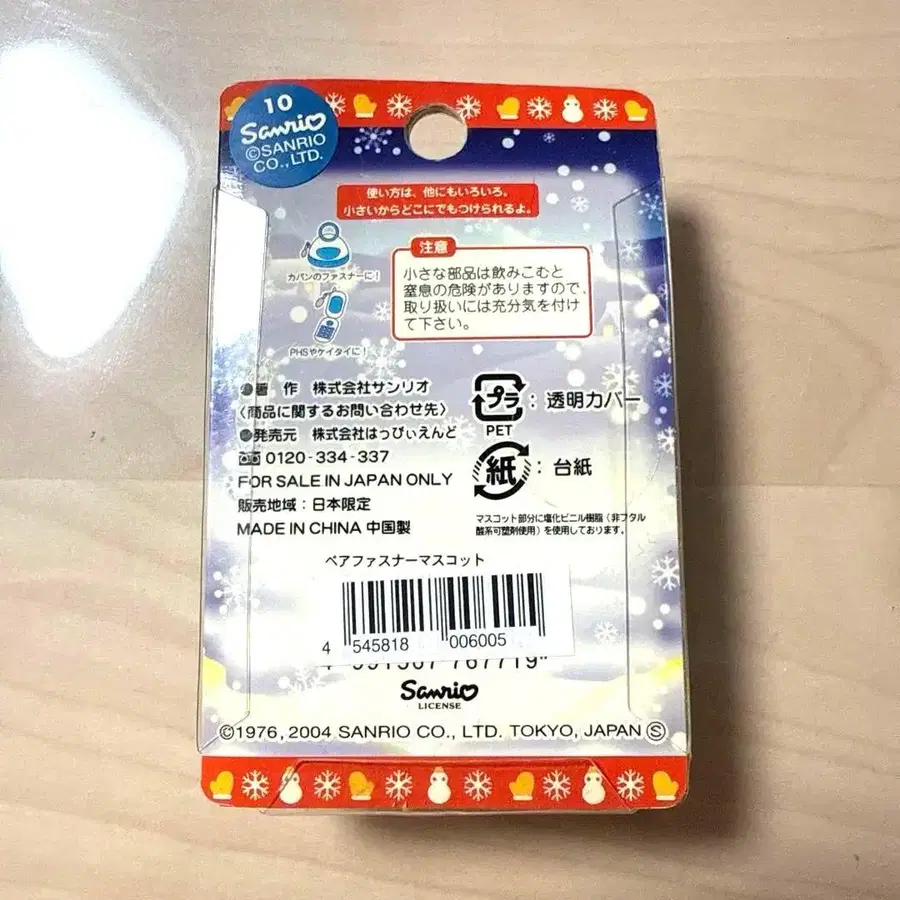 10
Sanrio
©SANRIO
CO.,LTD.
使い方は、他にもいろいろ。
小さいからどこにでもつけられるよ。
カバンのファスナーに!
PHSやケイタイに!
注意
小さな部品は飲みこむと
窒息の危険がありますので、
取り扱いには充分気を付け
て下さい。
●著 作 株式会社サンリオ
〈商品に関するお問い合わせ先〉
●発売元 株式会社はっぴぃえんど
0120-334-337
FOR SALE IN JAPAN ONLY
販売地域:日本限定
MADE IN CHINA 中国製
プラ : 透明カバー
PET
紙 : 台紙
マスコット部分に塩化ビニル樹脂(非フタル
酸系可塑剤使用)を使用しております。
ベアファスナーマスコット
4 545818 006005
Sanrio
LICENSE
©1976, 2004 SANRIO CO., LTD. TOKYO, JAPAN Ⓢ